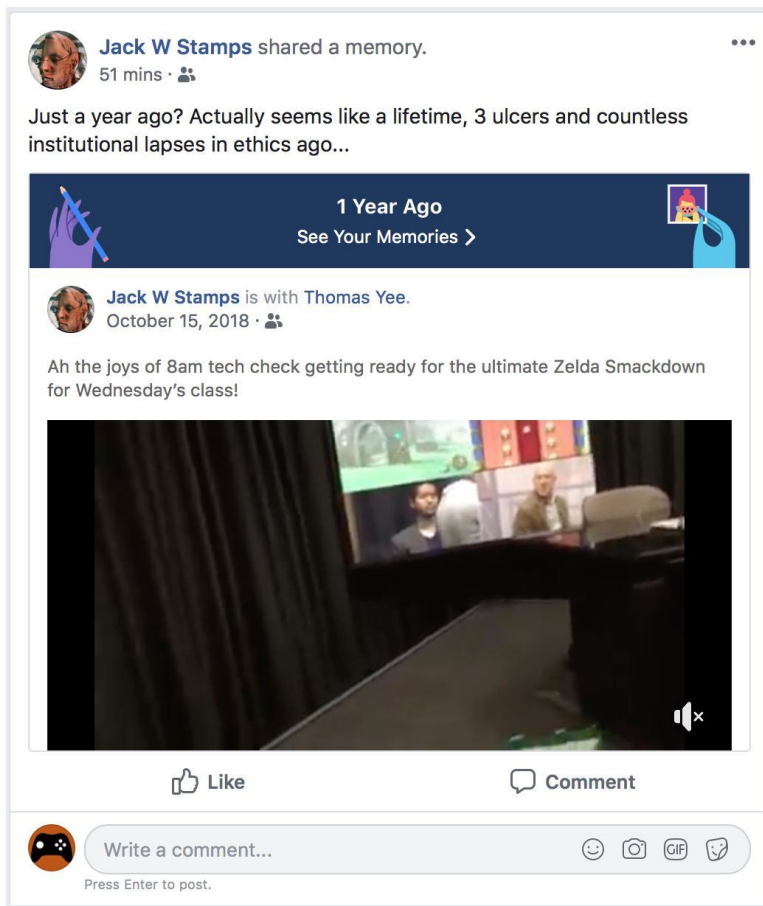 Jack W Stamps shared a memory.
51 mins ·
Just a year ago? Actually seems like a lifetime, 3 ulcers and countless
institutional lapses in ethics ago...
1 Year Ago
See Your Memories
Jack W Stamps is with Thomas Yee.
October 15, 2018 ·
Ah the joys of 8am tech check getting ready for the ultimate Zelda Smackdown
for Wednesday's class!
Like
Comment
Write a comment...
GIF
Press Enter to post.